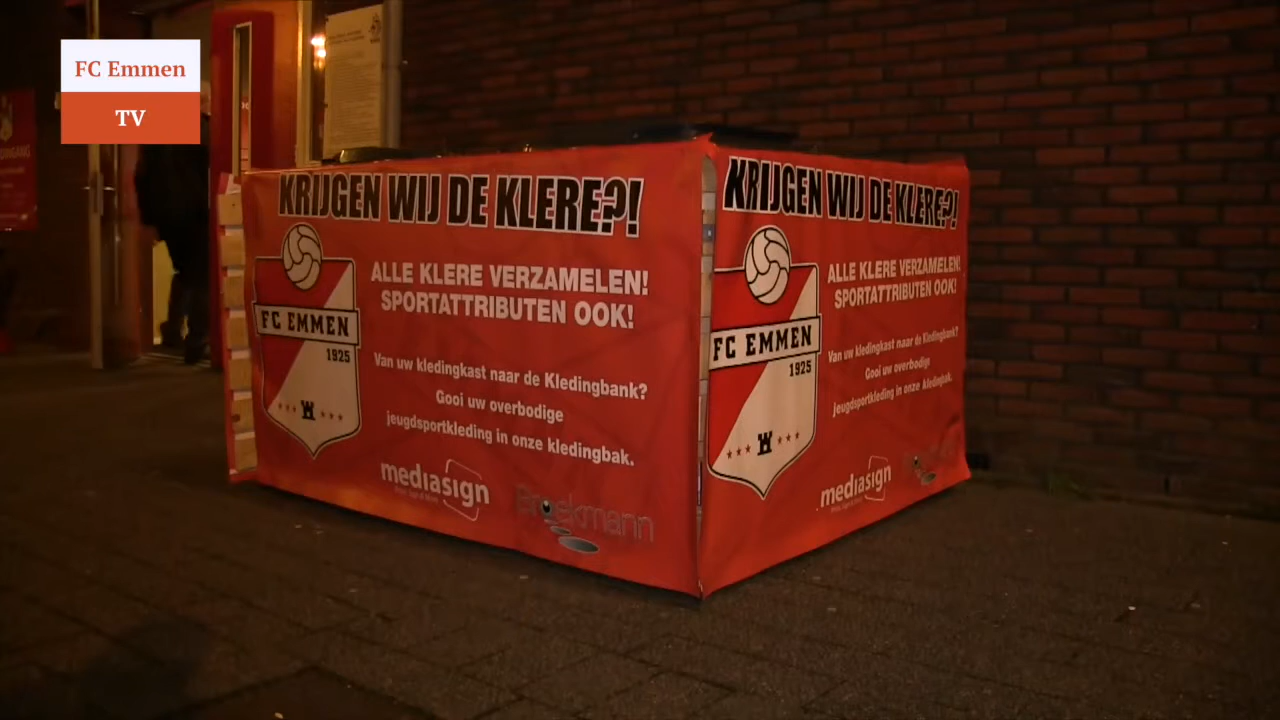 FC Emmen
TV
KRIJGEN WIJ DE KLERE?!
ALLE KLERE VERZAMELEN!
SPORTATTRIBUTEN OOK!
FC EMMEN
1925
Van uw kledingkast naar de Kledingbank?
Gooi uw overbodige
jeugdsportkleding in onze kledingbak.
mediasign
Broekmann
KRIJGEN WIJ DE KLERE?!
ALLE KLERE VERZAMELEN!
SPORTATTRIBUTEN OOK!
FC EMMEN
1925
Van uw kledingkast naar de Kledingbank?
Gooi uw overbodige
jeugdsportkleding in onze kledingbak.
mediasign